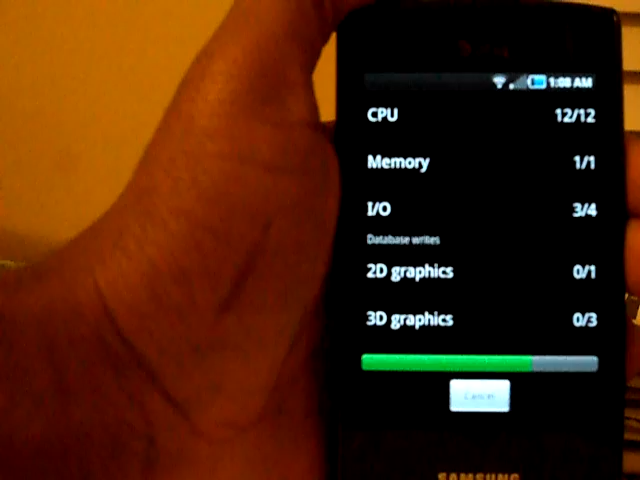 1:08 AM
CPU 12/12
Memory 1/1
I/O 3/4
Database writes
2D graphics 0/1
3D graphics 0/3
Cancel
SAMSUNG